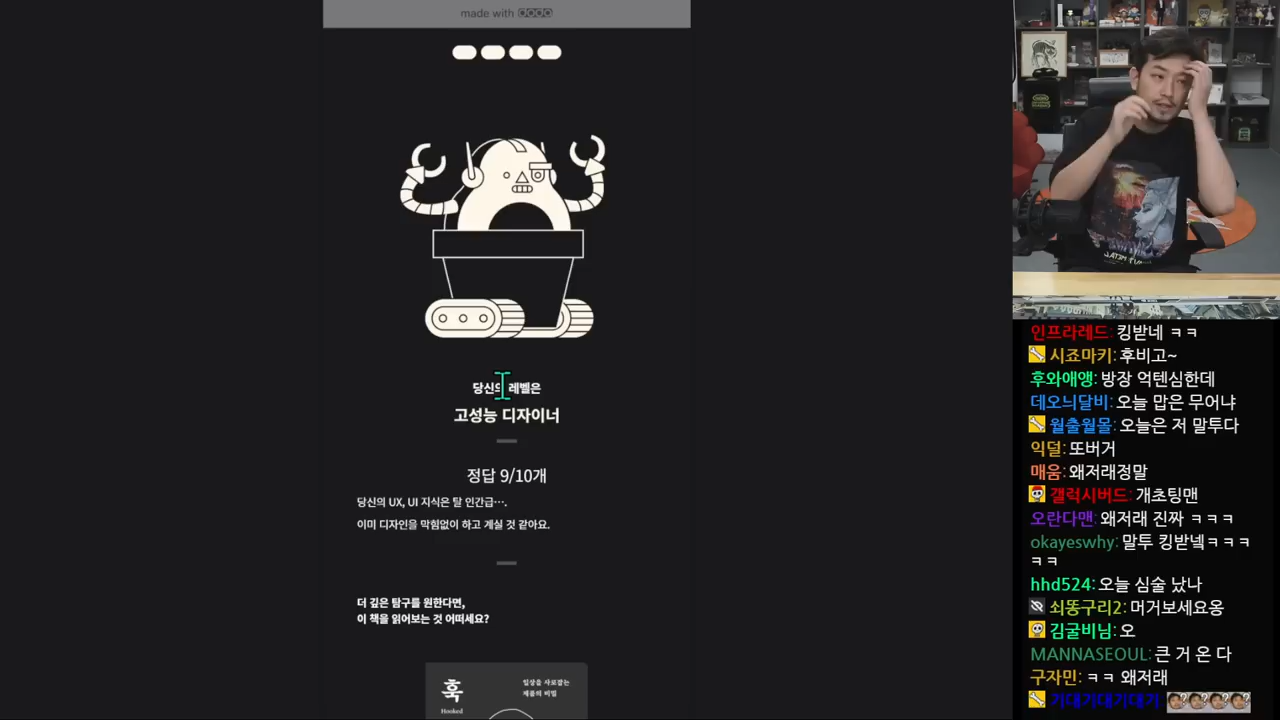 made with
당신의 레벨은
고성능 디자이너
정답 9/10개
당신의 UX, UI 지식은 탈 인간급….
이미 디자인을 막힘없이 하고 계실 것 같아요.
더 깊은 탐구를 원한다면,
이 책을 읽어보는 것 어떠세요?
훅
Hooked
일상을 사로잡는
제품의 비밀
인프라레드: 킹받네 ㅋㅋ
시죠마키: 후비고~
후와애앵: 방장 억텐심한데
데오늬달비: 오늘 맙은 무어냐
월출월몰: 오늘은 저 말투다
익덜: 또버거
매움: 왜저래정말
갤럭시버드: 개초팅맨
오란다맨: 왜저래 진짜 ㅋㅋㅋ
okayeswhy: 말투 킹받넼ㅋㅋㅋ
ㅋㅋ
hhd524: 오늘 심술 났나
쇠똥구리2: 머거보세요옹
김굴비님: 오
MANNASEOUL: 큰 거 온 다
구자민: ㅋㅋ 왜저래
기대기대기대기: